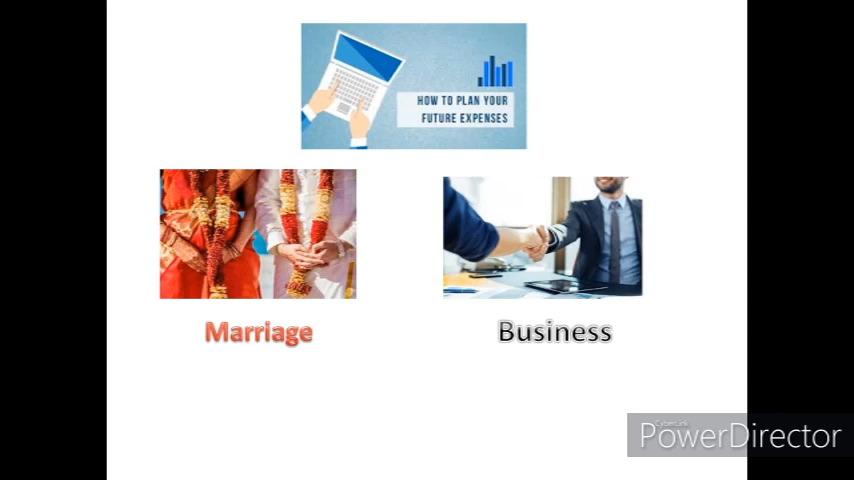 HOW TO PLAN YOUR
FUTURE EXPENSES
Marriage
Business
CyberLink
PowerDirector